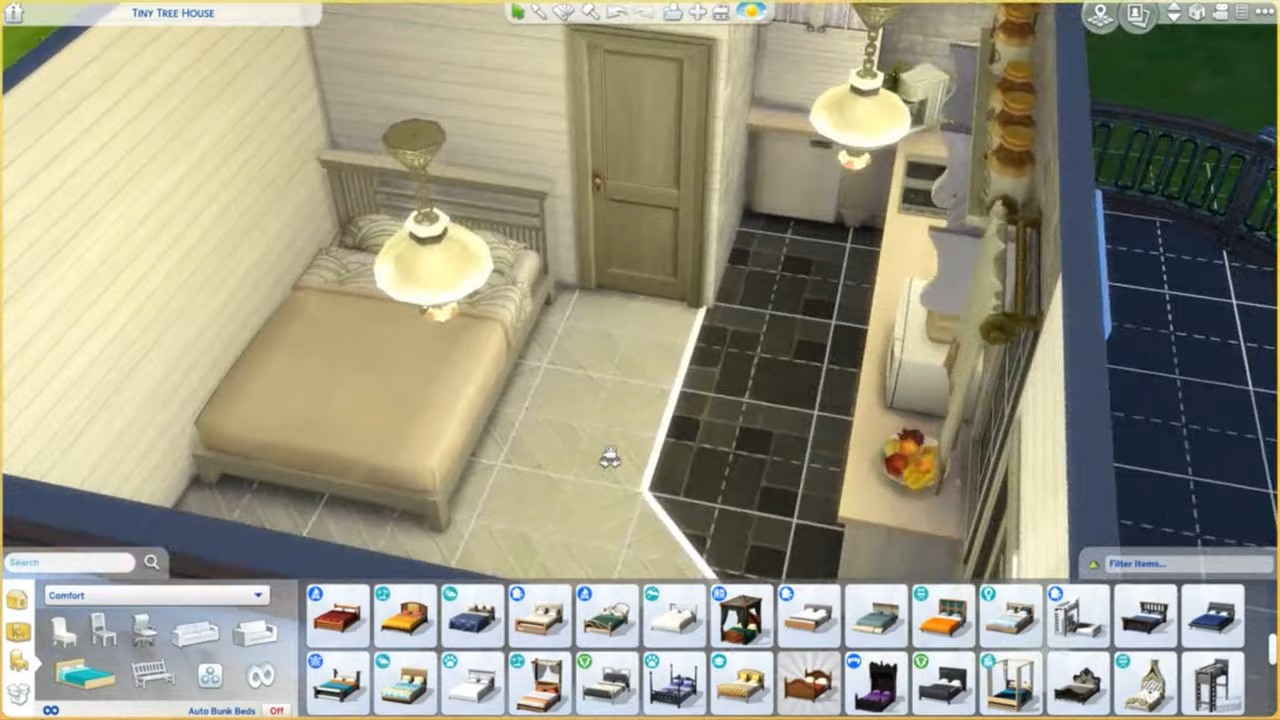 Tiny Tree House
Search
Filter Items...
Comfort
Auto Bunk Beds Off